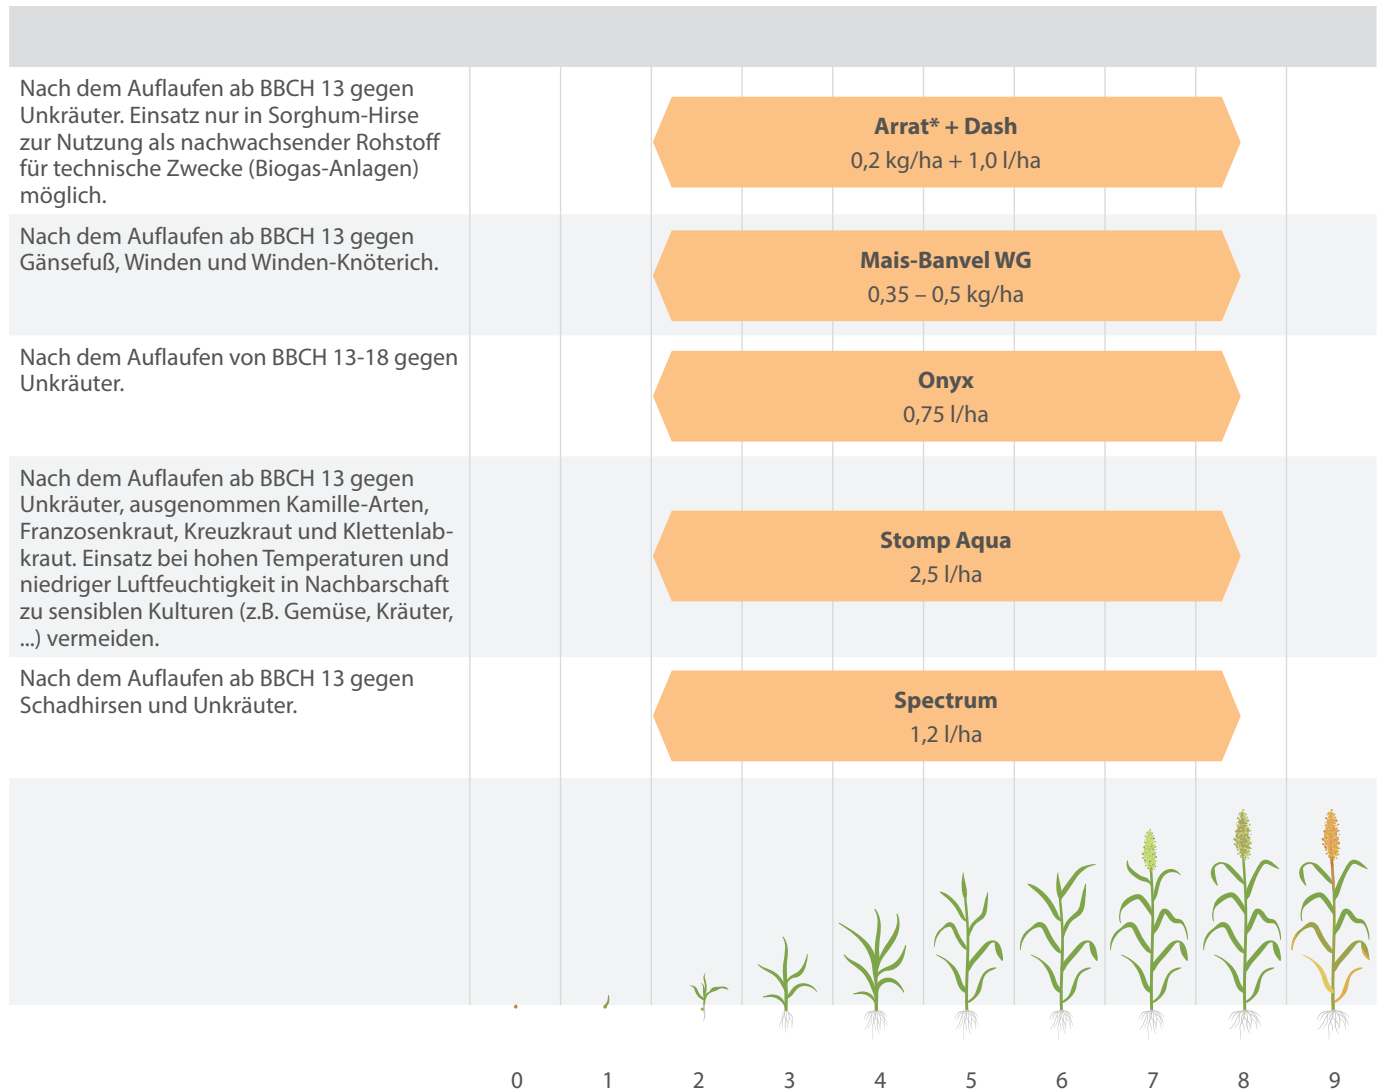 Nach dem Auflaufen ab BBCH 13 gegen
Unkräuter. Einsatz nur in Sorghum-Hirse
zur Nutzung als nachwachsender Rohstoff
für technische Zwecke (Biogas-Anlagen)
möglich.
Arrat* + Dash
0,2 kg/ha + 1,0 l/ha
Nach dem Auflaufen ab BBCH 13 gegen
Gänsefuß, Winden und Winden-Knöterich.
Mais-Banvel WG
0,35 – 0,5 kg/ha
Nach dem Auflaufen von BBCH 13-18 gegen
Unkräuter.
Onyx
0,75 l/ha
Nach dem Auflaufen ab BBCH 13 gegen
Unkräuter, ausgenommen Kamille-Arten,
Franzosenkraut, Kreuzkraut und Klettenlab-
kraut. Einsatz bei hohen Temperaturen und
niedriger Luftfeuchtigkeit in Nachbarschaft
zu sensiblen Kulturen (z.B. Gemüse, Kräuter,
...) vermeiden.
Stomp Aqua
2,5 l/ha
Nach dem Auflaufen ab BBCH 13 gegen
Schadhirsen und Unkräuter.
Spectrum
1,2 l/ha
0 1 2 3 4 5 6 7 8 9